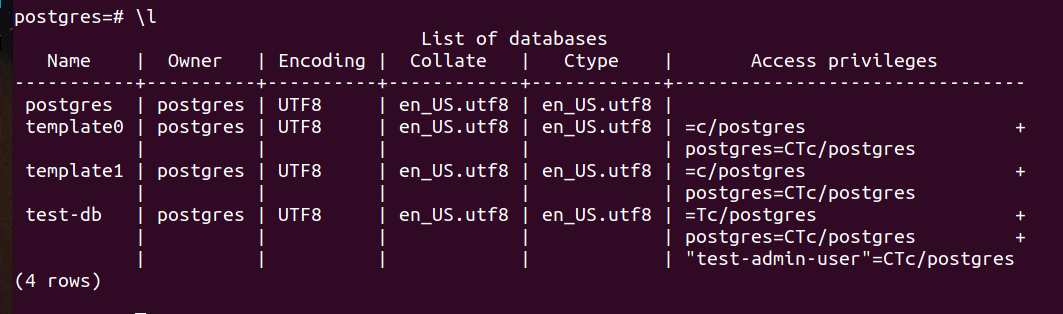 postgres=# \l
                                     List of databases
   Name    |  Owner   | Encoding |  Collate   |   Ctype    |       Access privileges
-----------+----------+----------+------------+------------+--------------------------------
 postgres  | postgres | UTF8     | en_US.utf8 | en_US.utf8 |
 template0 | postgres | UTF8     | en_US.utf8 | en_US.utf8 | =c/postgres                   +
           |          |          |            |            | postgres=CTc/postgres
 template1 | postgres | UTF8     | en_US.utf8 | en_US.utf8 | =c/postgres                   +
           |          |          |            |            | postgres=CTc/postgres
 test-db   | postgres | UTF8     | en_US.utf8 | en_US.utf8 | =Tc/postgres                  +
           |          |          |            |            | postgres=CTc/postgres         +
           |          |          |            |            | "test-admin-user"=CTc/postgres
(4 rows)